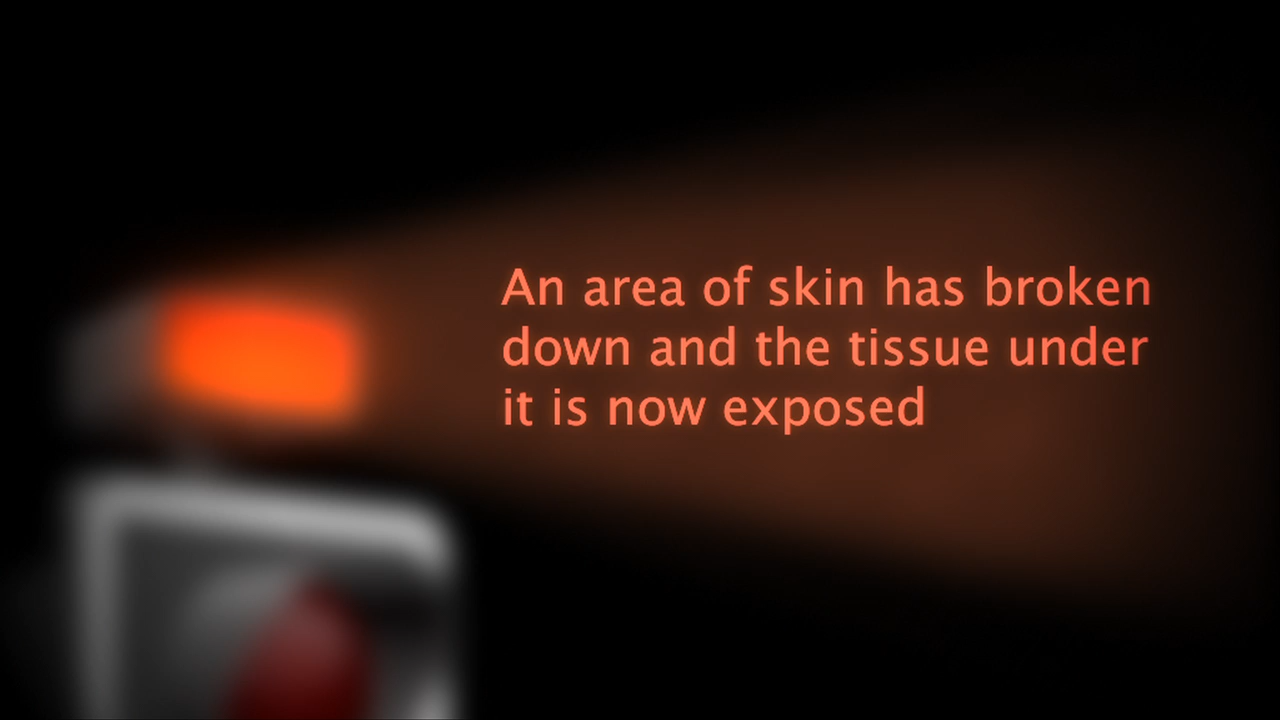 An area of skin has broken
down and the tissue under
it is now exposed